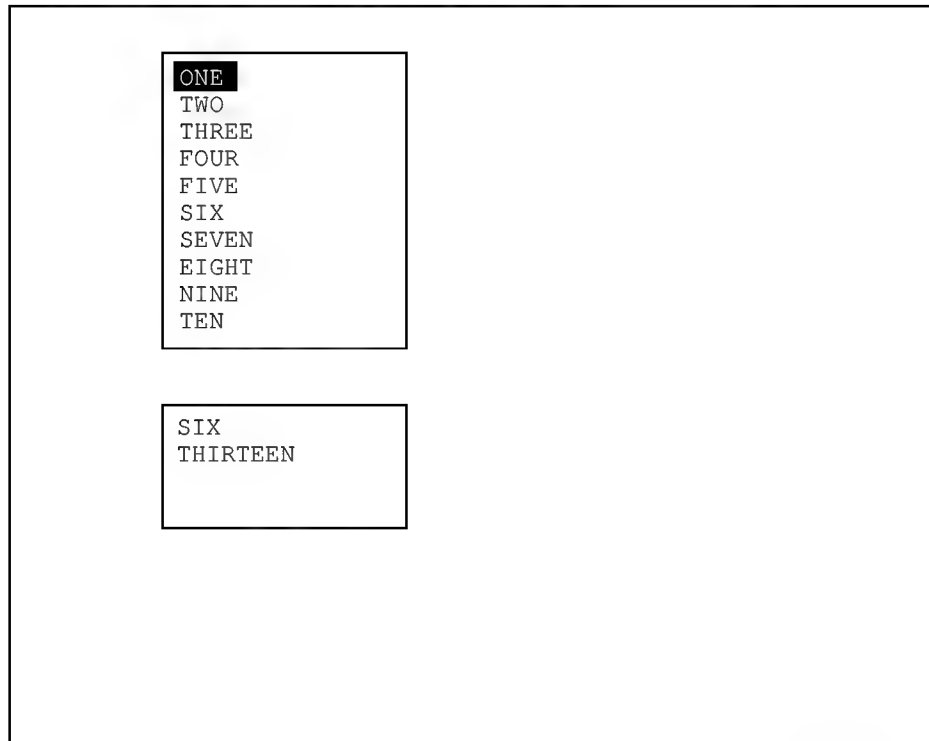 ONE
TWO
THREE
FOUR
FIVE
SIX
SEVEN
EIGHT
NINE
TEN
SIX
THIRTEEN